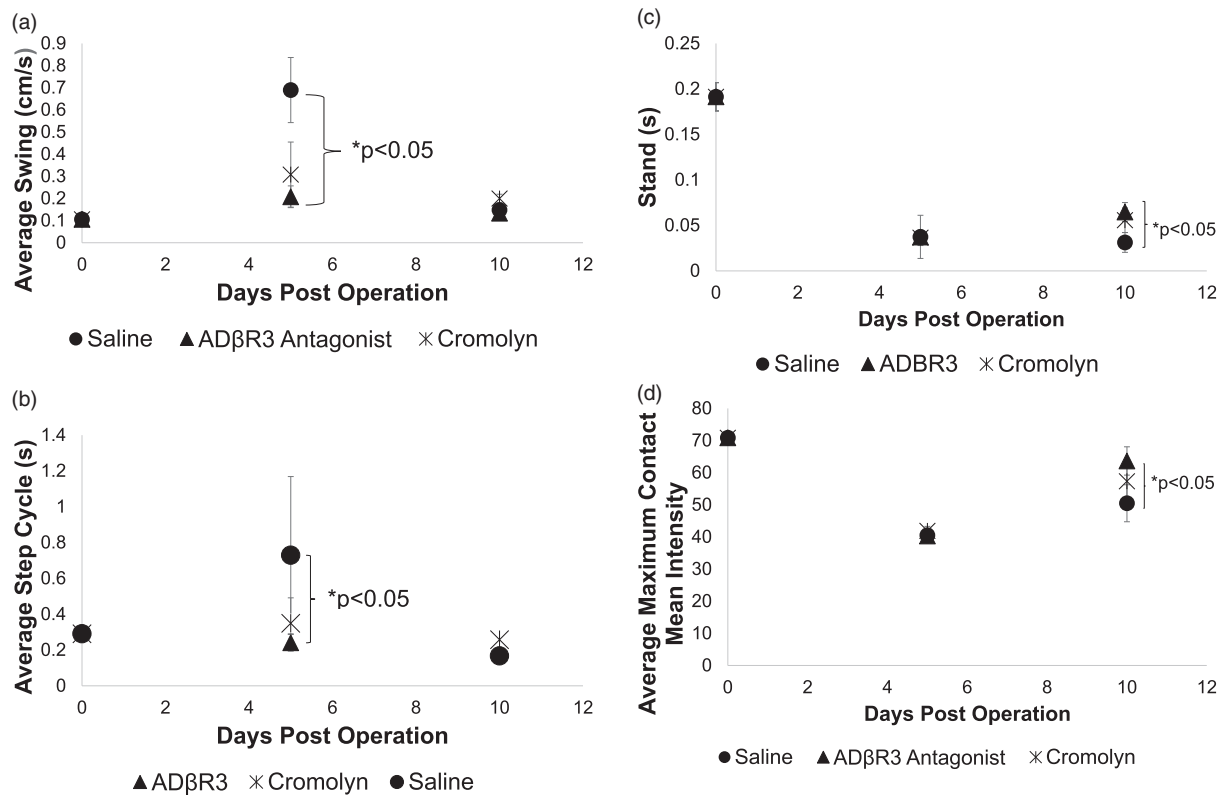 (a)
Average Swing (cm/s)
0.9
0.8
0.7
0.6
0.5
0.4
0.3
0.2
0.1
0
*p<0.05
0 2 4 6 8 10 12
Days Post Operation
Saline ADβR3 Antagonist Cromolyn
(b)
Average Step Cycle (s)
1.4
1.2
1
0.8
0.6
0.4
0.2
0
*p<0.05
0 2 4 6 8 10 12
Days Post Operation
ADβR3 Cromolyn Saline
(c)
Stand (s)
0.25
0.2
0.15
0.1
0.05
0
*p<0.05
0 2 4 6 8 10 12
Days Post Operation
Saline ADBR3 Cromolyn
(d)
Average Maximum Contact
Mean Intensity
80
70
60
50
40
30
20
10
0
*p<0.05
0 2 4 6 8 10 12
Days Post Operation
Saline ADβR3 Antagonist Cromolyn